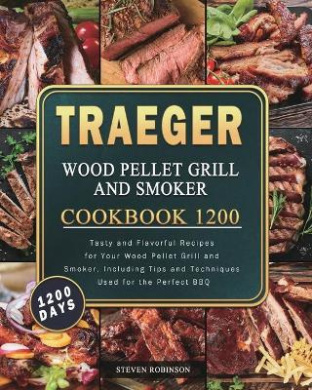 TRAEGER
WOOD PELLET GRILL
AND SMOKER
COOKBOOK 1200
Tasty and Flavorful Recipes
for Your Wood Pellet Grill and
Smoker, Including Tips and Techniques
Used for the Perfect BBQ
1200
DAYS
STEVEN ROBINSON